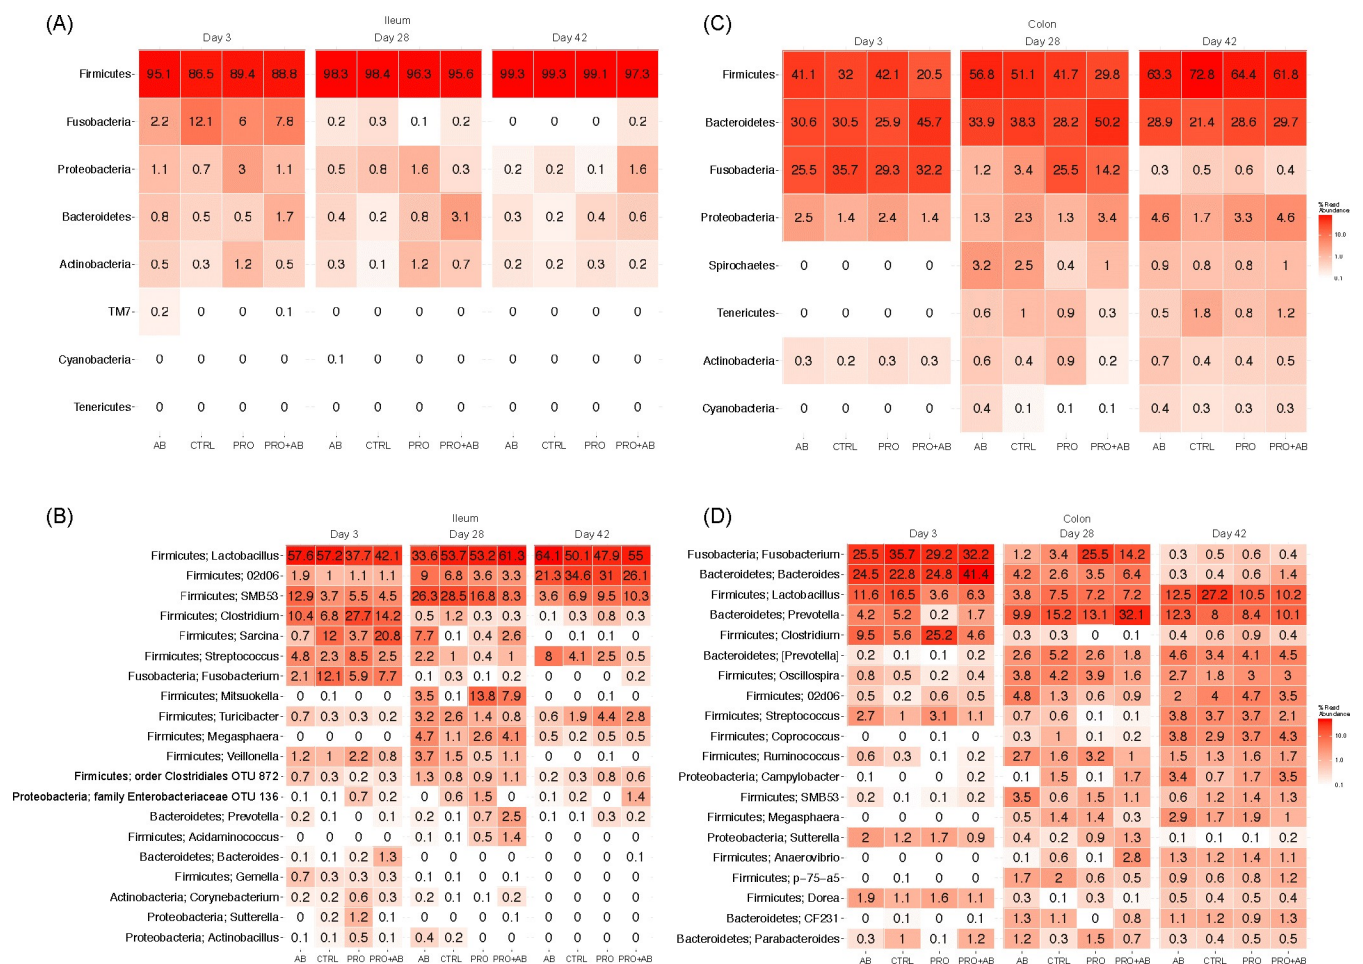 (A)
Ileum
Day 3 Day 28 Day 42
Firmicutes 95.1 86.5 89.4 88.8 98.3 98.4 96.3 95.6 99.3 99.3 99.1 97.3
Fusobacteria 2.2 12.1 6 7.8 0.2 0.3 0.1 0.2 0 0 0 0.2
Proteobacteria 1.1 0.7 3 1.1 0.5 0.8 1.6 0.3 0.2 0.2 0.1 1.6
Bacteroidetes 0.8 0.5 0.5 1.7 0.4 0.2 0.8 3.1 0.3 0.2 0.4 0.6
Actinobacteria 0.5 0.3 1.2 0.5 0.3 0.1 1.2 0.7 0.2 0.2 0.3 0.2
TM7 0.2 0 0 0.1 0 0 0 0 0 0 0 0
Cyanobacteria 0 0 0 0 0.1 0 0 0 0 0 0 0
Tenericutes 0 0 0 0 0 0 0 0 0 0 0 0
AB CTRL PRO PRO+AB AB CTRL PRO PRO+AB AB CTRL PRO PRO+AB
(C)
Colon
Day 3 Day 28 Day 42
Firmicutes 41.1 32 42.1 20.5 56.8 51.1 41.7 29.8 63.3 72.8 64.4 61.8
Bacteroidetes 30.6 30.5 25.9 45.7 33.9 38.3 28.2 50.2 28.9 21.4 28.6 29.7
Fusobacteria 25.5 35.7 29.3 32.2 1.2 3.4 25.5 14.2 0.3 0.5 0.6 0.4
Proteobacteria 2.5 1.4 2.4 1.4 1.3 2.3 1.3 3.4 4.6 1.7 3.3 4.6
Spirochaetes 0 0 0 0 3.2 2.5 0.4 1 0.9 0.8 0.8 1
Tenericutes 0 0 0 0 0.6 1 0.9 0.3 0.5 1.8 0.8 1.2
Actinobacteria 0.3 0.2 0.3 0.3 0.6 0.4 0.9 0.2 0.7 0.4 0.4 0.5
Cyanobacteria 0 0 0 0 0.4 0.1 0.1 0.1 0.4 0.3 0.3 0.3
AB CTRL PRO PRO+AB AB CTRL PRO PRO+AB AB CTRL PRO PRO+AB
% Read
Abundance
10.0
1.0
0.1
(B)
Ileum
Day 3 Day 28 Day 42
Firmicutes; Lactobacillus 57.6 57.2 37.7 42.1 33.6 53.7 53.2 61.3 64.1 50.1 47.9 55
Firmicutes; 02d06 1.9 1 1.1 1.1 9 6.8 3.6 3.3 21.3 34.6 31 26.1
Firmicutes; SMB53 12.9 3.7 5.5 4.5 26.3 28.5 16.8 8.3 3.6 6.9 9.5 10.3
Firmicutes; Clostridium 10.4 6.8 27.7 14.2 0.5 1.2 0.3 0.3 0.1 0.3 0.8 0.3
Firmicutes; Sarcina 0.7 12 3.7 20.8 7.7 0.1 0.4 2.6 0 0.1 0.1 0
Firmicutes; Streptococcus 4.8 2.3 8.5 2.5 2.2 1 0.4 1 8 4.1 2.5 0.5
Fusobacteria; Fusobacterium 2.1 12.1 5.9 7.7 0.2 0.3 0.1 0.2 0 0 0 0.2
Firmicutes; Mitsuokella 0 0.1 0 0 3.5 0.1 13.8 7.9 0 0 0.1 0
Firmicutes; Turicibacter 0.7 0.3 0.3 0.2 3.2 2.6 1.4 0.8 0.6 1.9 4.4 2.8
Firmicutes; Megasphaera 0 0 0 0 4.7 1.1 2.6 4.1 0.5 0.2 0.5 0.5
Firmicutes; Veillonella 1.2 1 2.2 0.8 3.7 1.5 0.5 1.1 0 0 0 0
Firmicutes; order Clostridiales OTU 872 0.7 0.3 0.2 0.3 1.3 0.8 0.9 1.1 0.2 0.3 0.8 0.6
Proteobacteria; family Enterobacteriaceae OTU 136 0.1 0.1 0.7 0.2 0 0.6 1.5 0 0.1 0.2 0 1.4
Bacteroidetes; Prevotella 0.2 0.1 0 0.1 0.2 0.1 0.7 2.5 0.1 0.1 0.3 0.2
Firmicutes; Acidaminococcus 0 0 0 0 0.1 0.1 0.5 1.4 0 0 0 0
Bacteroidetes; Bacteroides 0.1 0.1 0.2 1.3 0 0 0 0 0 0 0 0.1
Firmicutes; Gemella 0.7 0.3 0.3 0.3 0 0 0 0 0 0 0 0
Actinobacteria; Corynebacterium 0.2 0.2 0.6 0.3 0.2 0.1 0.1 0.2 0 0 0 0
Proteobacteria; Sutterella 0 0.2 1.2 0.1 0 0 0 0.1 0 0 0 0
Proteobacteria; Actinobacillus 0.1 0.1 0.5 0.1 0.4 0.2 0 0 0 0 0 0
AB CTRL PRO PRO+AB AB CTRL PRO PRO+AB AB CTRL PRO PRO+AB
(D)
Colon
Day 3 Day 28 Day 42
Fusobacteria; Fusobacterium 25.5 35.7 29.2 32.2 1.2 3.4 25.5 14.2 0.3 0.5 0.6 0.4
Bacteroidetes; Bacteroides 24.5 22.8 24.8 41.4 4.2 2.6 3.5 6.4 0.3 0.4 0.6 1.4
Firmicutes; Lactobacillus 11.6 16.5 3.6 6.3 3.8 7.5 7.2 7.2 12.5 27.2 10.5 10.2
Bacteroidetes; Prevotella 4.2 5.2 0.2 1.7 9.9 15.2 13.1 32.1 12.3 8 8.4 10.1
Firmicutes; Clostridium 9.5 5.6 25.2 4.6 0.3 0.3 0 0.1 0.4 0.6 0.9 0.4
Bacteroidetes; [Prevotella] 0.2 0.1 0.1 0.2 2.6 5.2 2.6 1.8 4.6 3.4 4.1 4.5
Firmicutes; Oscillospira 0.8 0.5 0.2 0.4 3.8 4.2 3.9 1.6 2.7 1.8 3 3
Firmicutes; 02d06 0.5 0.2 0.6 0.5 4.8 1.3 0.6 0.9 2 4 4.7 3.5
Firmicutes; Streptococcus 2.7 1 3.1 1.1 0.7 0.6 0.1 0.1 3.8 3.7 3.7 2.1
Firmicutes; Coprococcus 0 0 0 0 0.2 1 0.1 0.2 3.8 2.9 3.7 4.3
Firmicutes; Ruminococcus 0.6 0.3 0.1 0.2 2.7 1.6 3.2 1 1.5 1.3 1.6 1.7
Proteobacteria; Campylobacter 0.1 0 0 0.2 0.1 1.5 0.1 1.7 3.4 0.7 1.7 3.5
Firmicutes; SMB53 0.2 0.1 0.1 0.2 3.5 0.6 1.5 1.1 0.6 1.2 1.4 1.3
Firmicutes; Megasphaera 0 0 0 0 0.5 1.4 1.4 0.3 2.9 1.7 1.9 1
Proteobacteria; Sutterella 2 1.2 1.7 0.9 0.4 0.2 0.9 1.3 0.1 0.1 0.1 0.2
Firmicutes; Anaerovibrio 0 0 0 0 0.1 0.6 0.1 2.8 1.3 1.2 1.4 1.1
Firmicutes; p-75-a5 0 0 0 0 1.7 2 0.6 0.5 0.9 0.6 0.8 1.2
Firmicutes; Dorea 1.9 1.1 1.6 1.1 0.3 0.1 0.3 0.1 0.5 0.4 0.5 0.4
Bacteroidetes; CF231 0 0.1 0 0.1 1.3 1.1 0 0.8 1.1 1.2 0.9 1.3
Bacteroidetes; Parabacteroides 0.3 1 0.1 1.2 1.2 0.3 1.5 0.7 0.3 0.4 0.5 0.5
AB CTRL PRO PRO+AB AB CTRL PRO PRO+AB AB CTRL PRO PRO+AB
% Read
Abundance
10.0
1.0
0.1